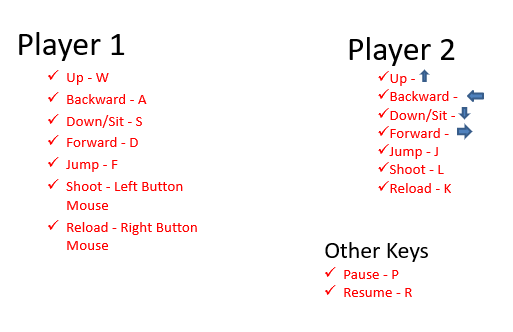 Player 1
Up - W
Backward - A
Down/Sit - S
Forward - D
Jump - F
Shoot - Left Button
Mouse
Reload - Right Button
Mouse
Player 2
Up -
Backward -
Down/Sit -
Forward -
Jump - J
Shoot - L
Reload - K
Other Keys
Pause - P
Resume - R